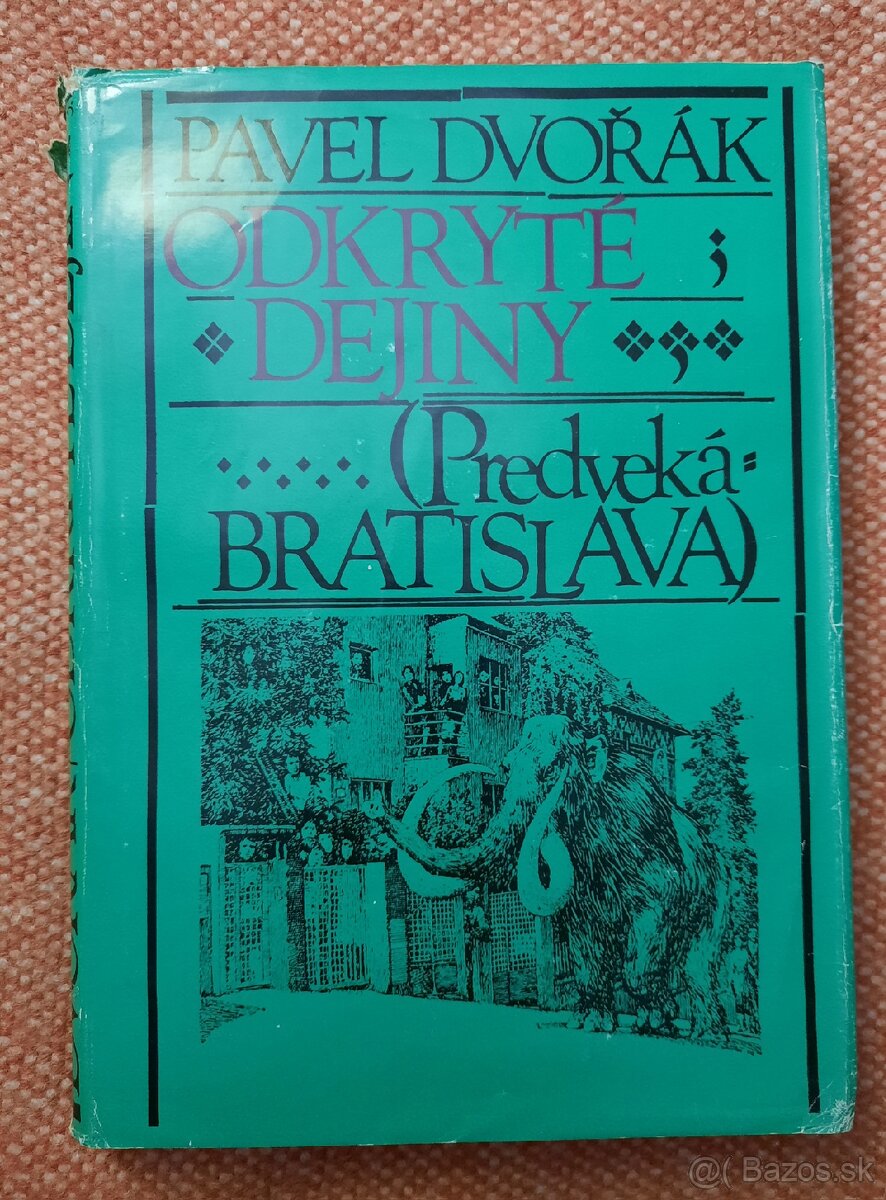 PAVEL DVOŘÁK
ODKRYTÉ
DEJINY
(Predveká
BRATISLAVA)
@( Bazos.sk